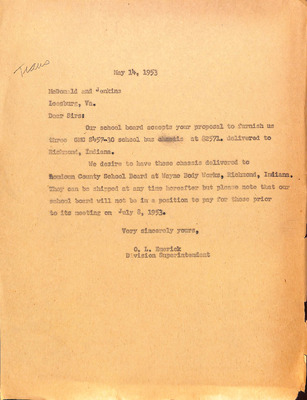 Trans
May 14, 1953
McDonald and Jenkins
Leesburg, Va.
Dear Sirs:
Our school board accepts your proposal to furnish us
three GMC S457-3G school bus chassis at $2571. delivered to
Richmond, Indiana.
We desire to have these chassis delivered to
Loudoun County School Board at Wayne Body Works, Richmond, Indiana.
They can be shipped at any time hereafter but please note that our
school board will not be in a position to pay for these prior
to its meeting on July 8, 1953.
Very sincerely yours,
O. L. Emerick
Division Superintendent